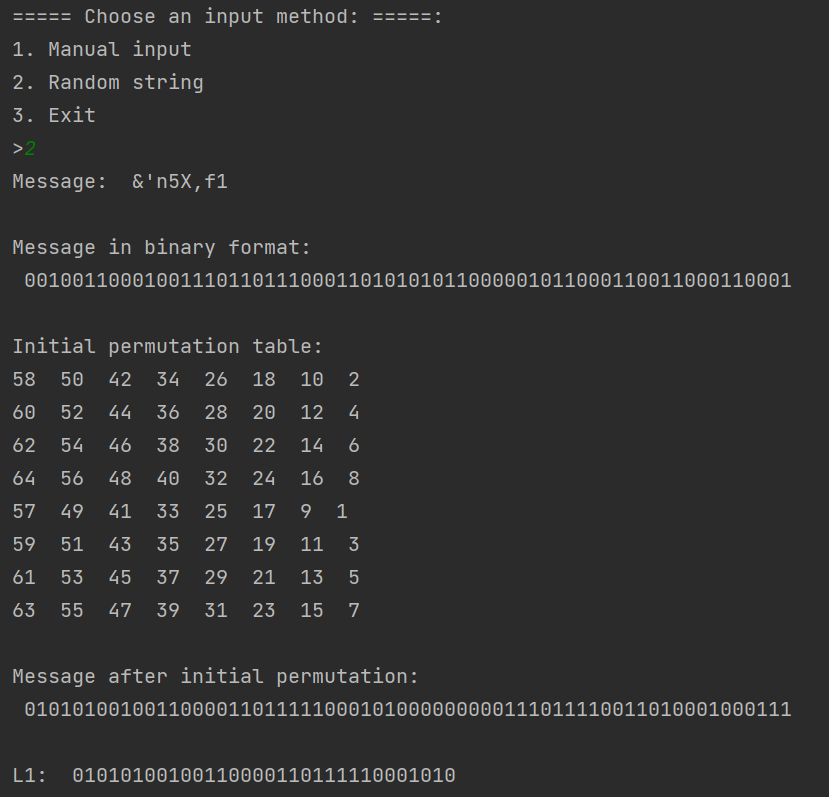 ===== Choose an input method: =====:
1. Manual input
2. Random string
3. Exit
>2
Message:  &'n5X,f1
Message in binary format:
0010011000100111011011100011010101011000001011000110011000110001
Initial permutation table:
58  50  42  34  26  18  10  2
60  52  44  36  28  20  12  4
62  54  46  38  30  22  14  6
64  56  48  40  32  24  16  8
57  49  41  33  25  17  9  1
59  51  43  35  27  19  11  3
61  53  45  37  29  21  13  5
63  55  47  39  31  23  15  7
Message after initial permutation:
0101010010011000011011111000101000000000111011110011010001000111
L1:  01010100100110000110111110001010